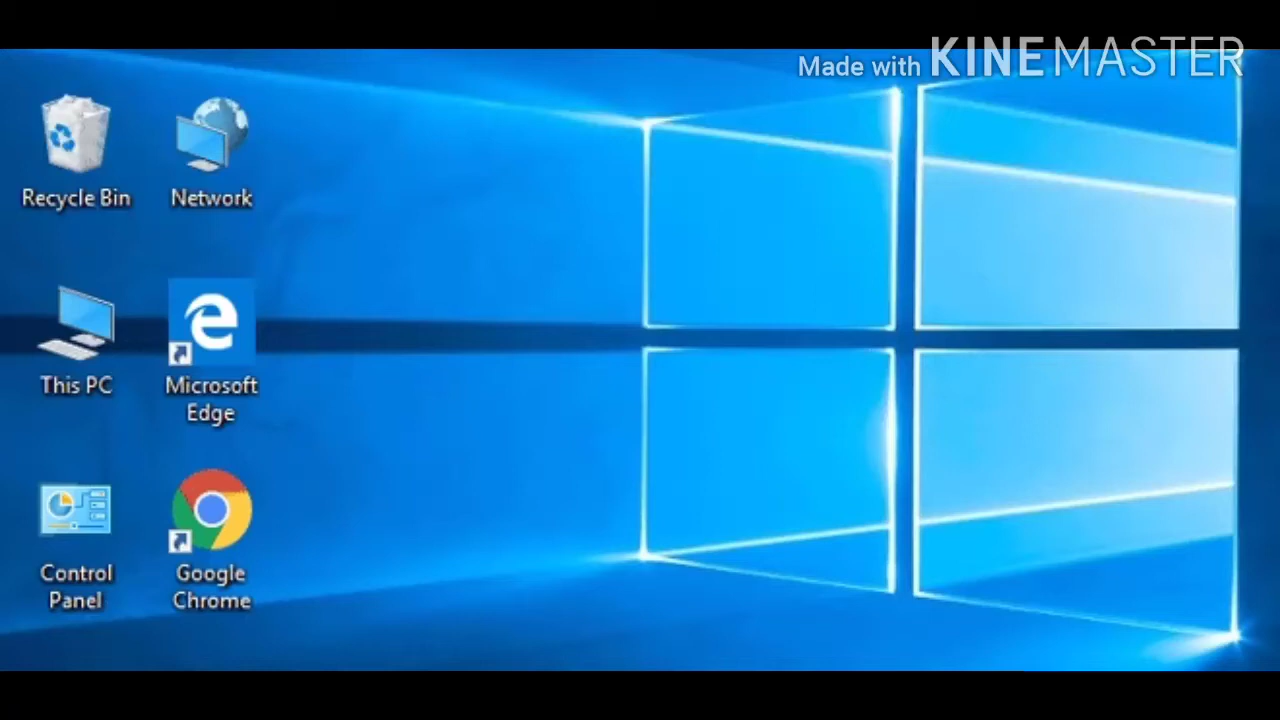 Made with KINEMASTER
Recycle Bin
Network
This PC
Microsoft
Edge
Control
Panel
Google
Chrome